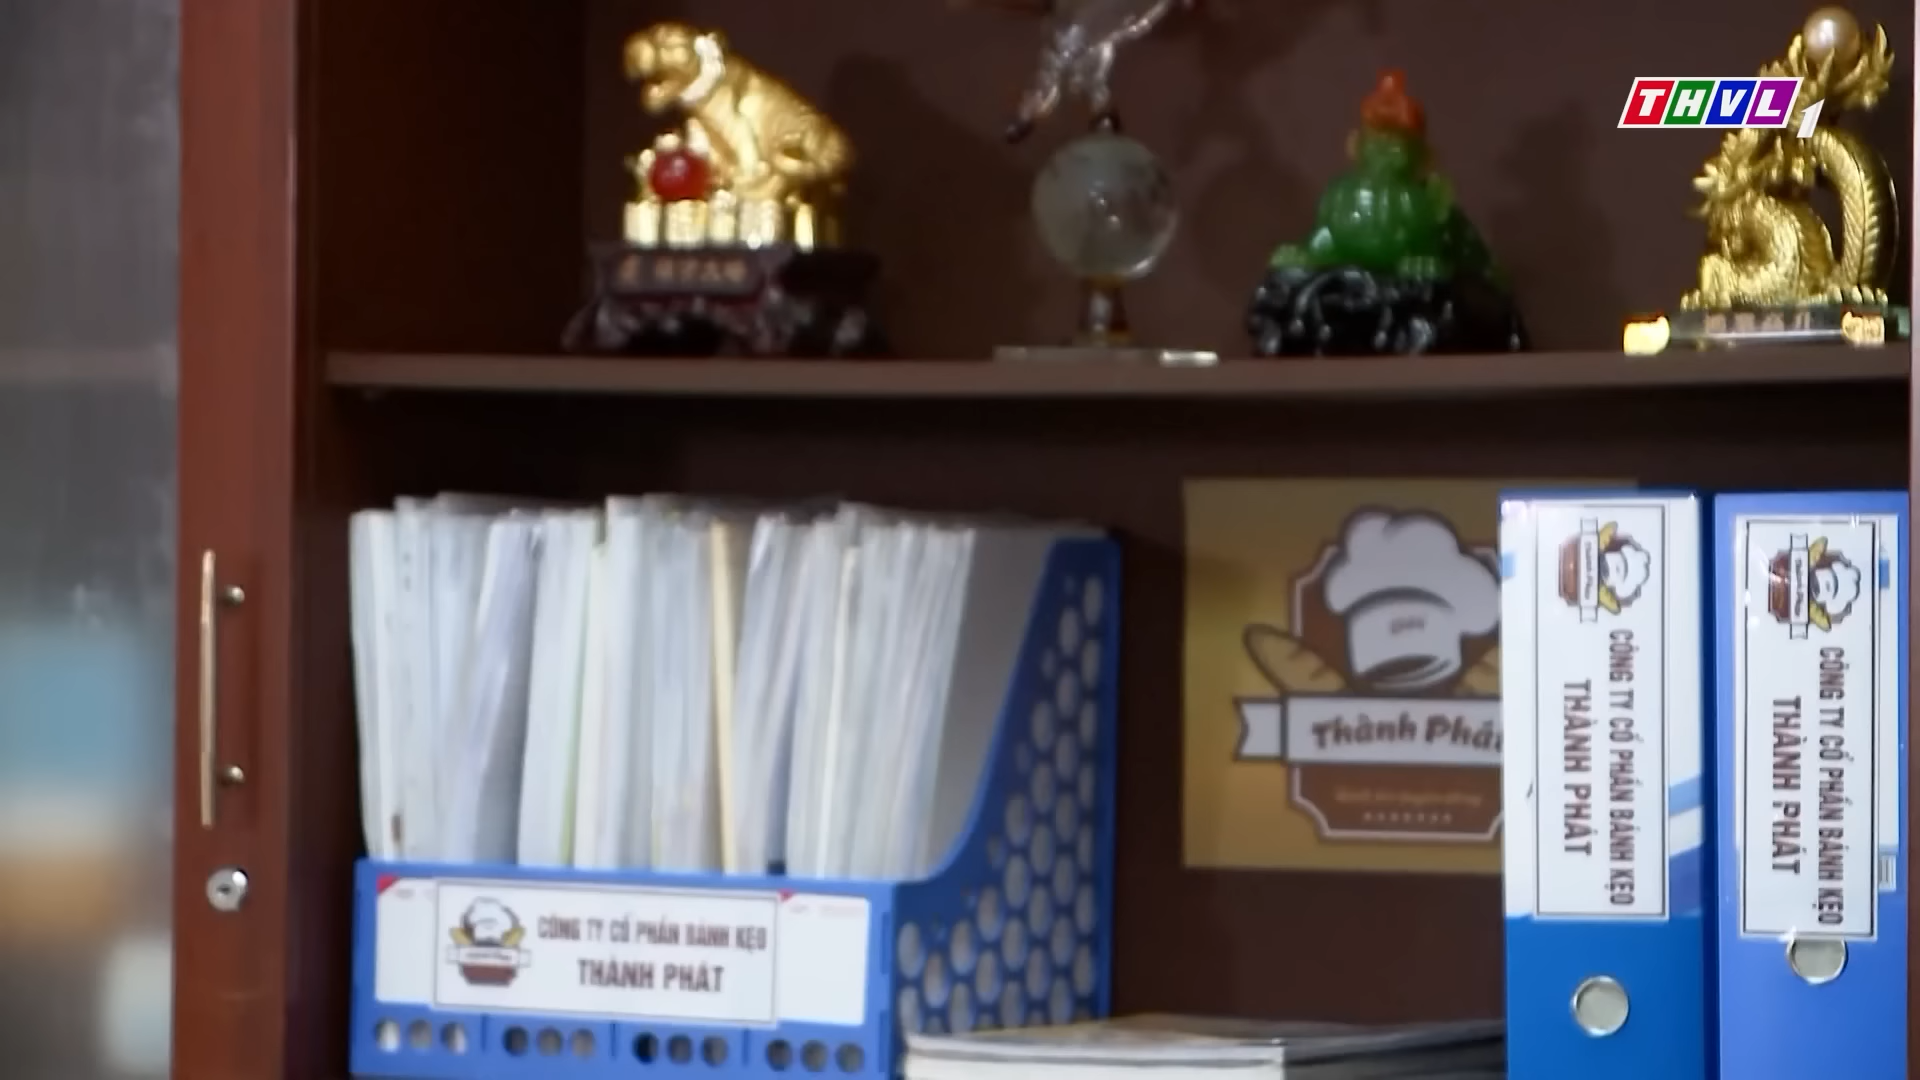 THVL1
Thành Phát
CÔNG TY CỔ PHẦN BÁNH KẸO
THÀNH PHÁT
CÔNG TY CỔ PHẦN BÁNH KẸO
THÀNH PHÁT
CÔNG TY CỔ PHẦN BÁNH KẸO
THÀNH PHÁT